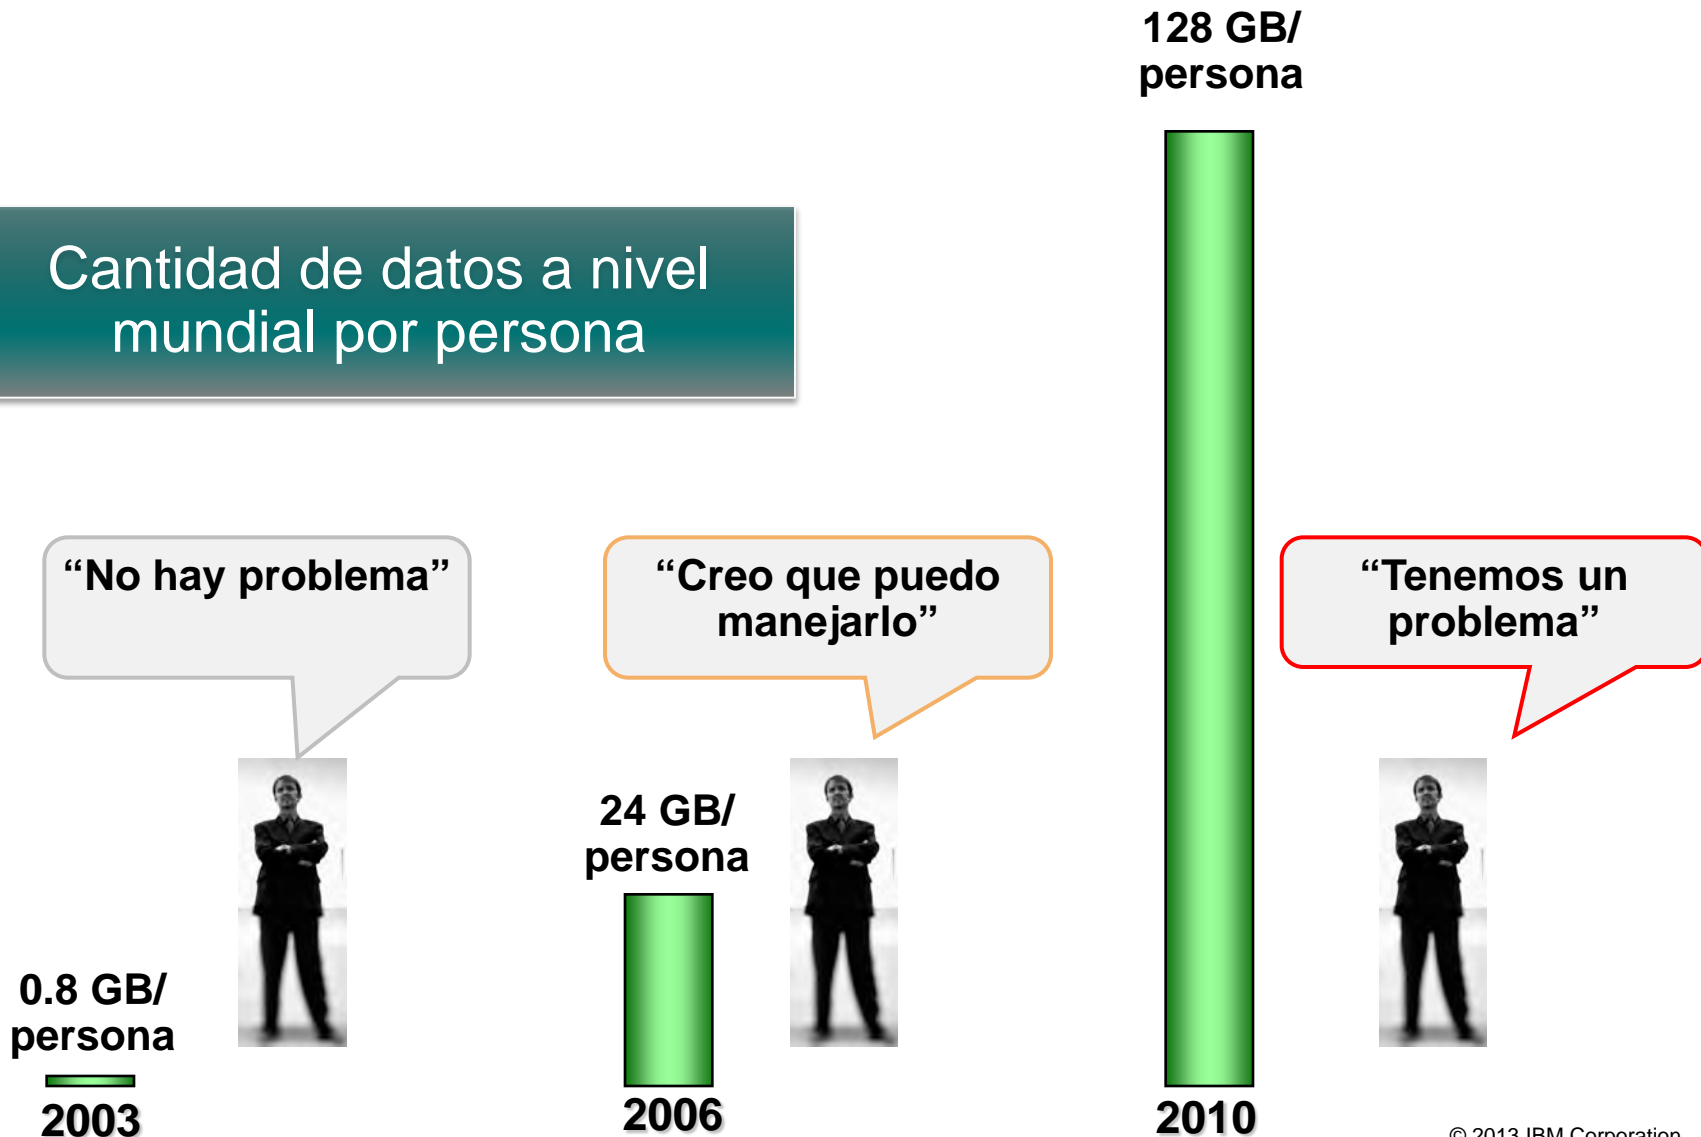 128 GB/
persona
Cantidad de datos a nivel
mundial por persona
“No hay problema”
“Creo que puedo
manejarlo”
“Tenemos un
problema”
24 GB/
persona
0.8 GB/
persona
2003
2006
2010
© 2013 IBM Corporation